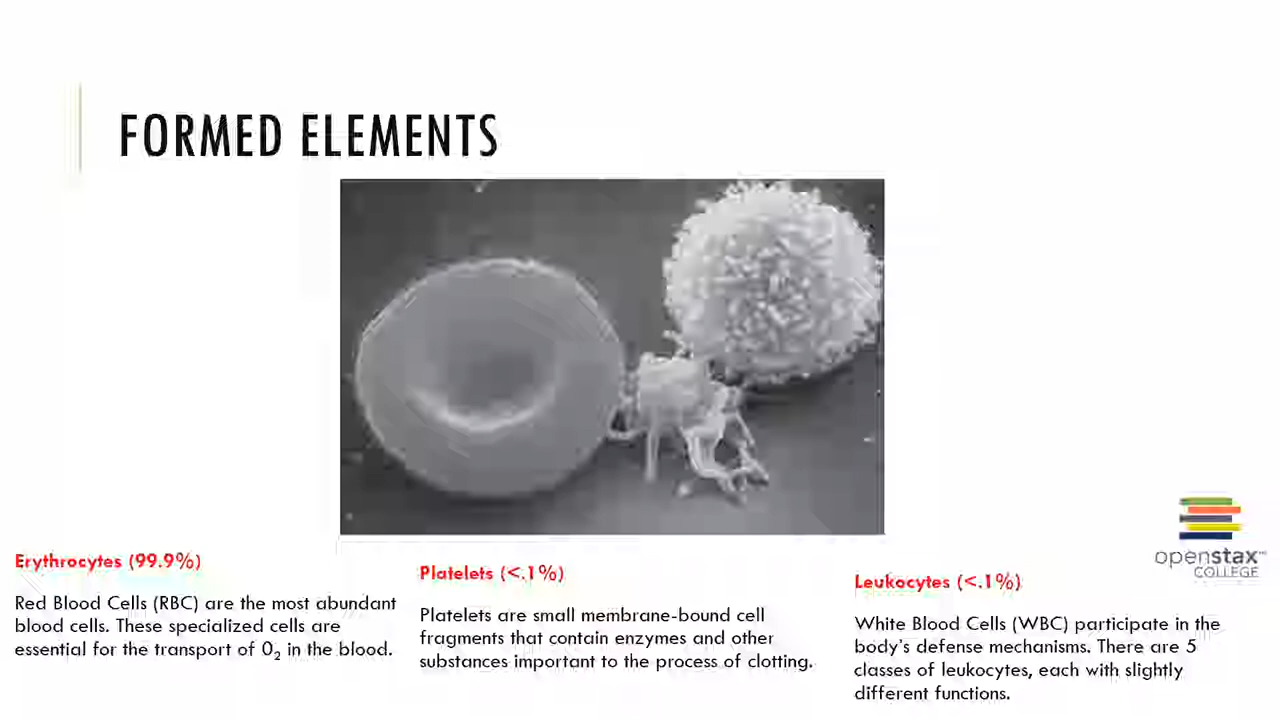 FORMED ELEMENTS
Erythrocytes (99.9%)
Red Blood Cells (RBC) are the most abundant
blood cells. These specialized cells are
essential for the transport of 0₂ in the blood.
Platelets (<.1%)
Platelets are small membrane-bound cell
fragments that contain enzymes and other
substances important to the process of clotting.
Leukocytes (<.1%)
White Blood Cells (WBC) participate in the
body's defense mechanisms. There are 5
classes of leukocytes, each with slightly
different functions.
openstax™
COLLEGE